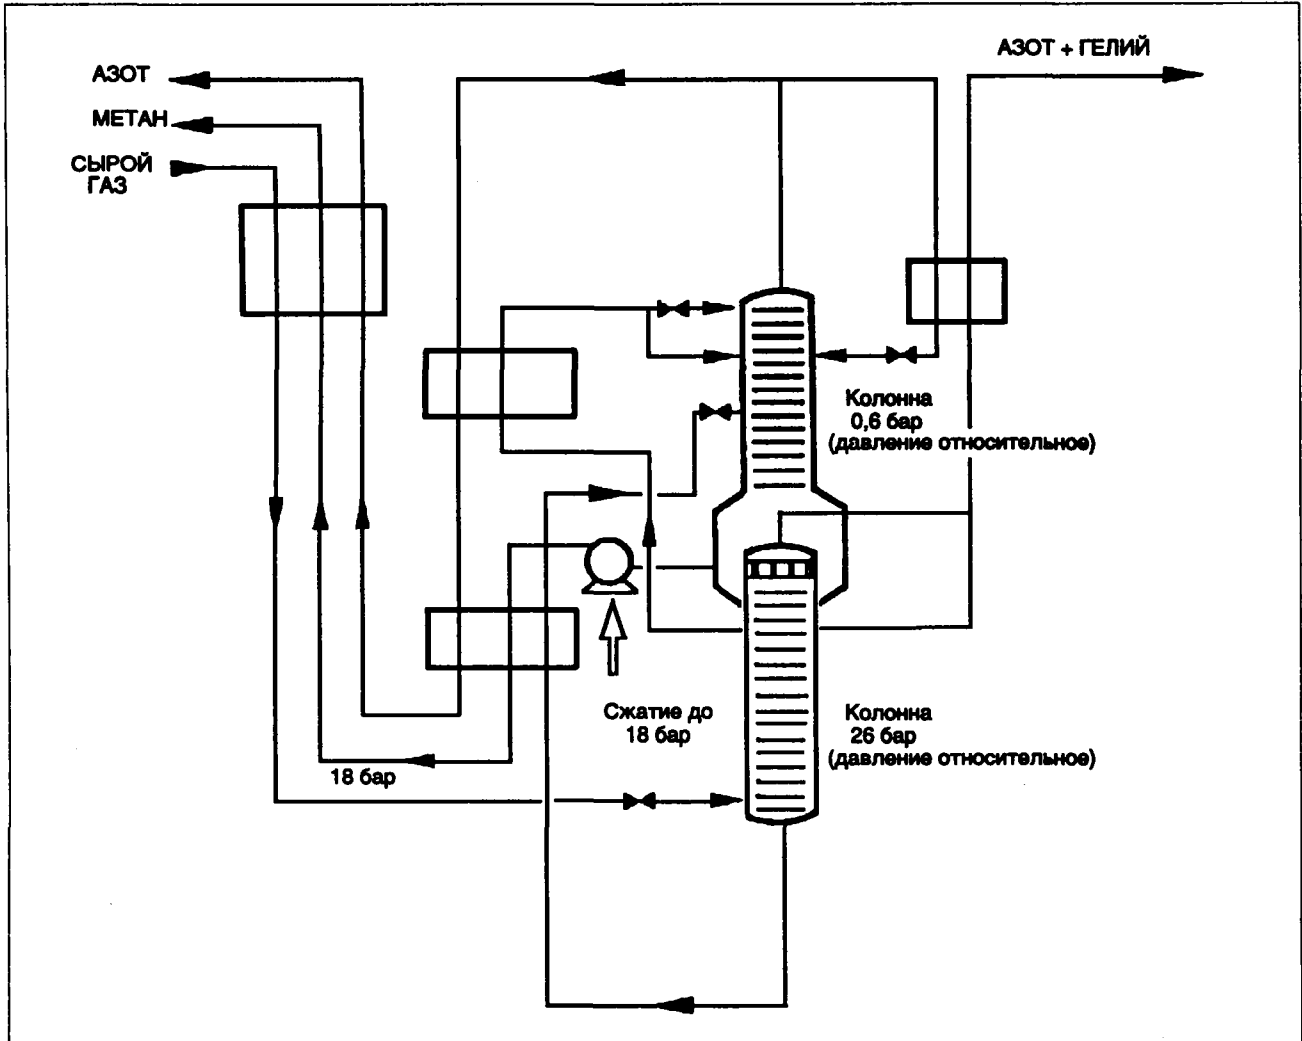 АЗОТ + ГЕЛИЙ
АЗОТ
МЕТАН
СЫРОЙ
ГАЗ
Колонна
0,6 бар
(давление относительное)
Сжатие до
18 бар
Колонна
26 бар
(давление относительное)
18 бар